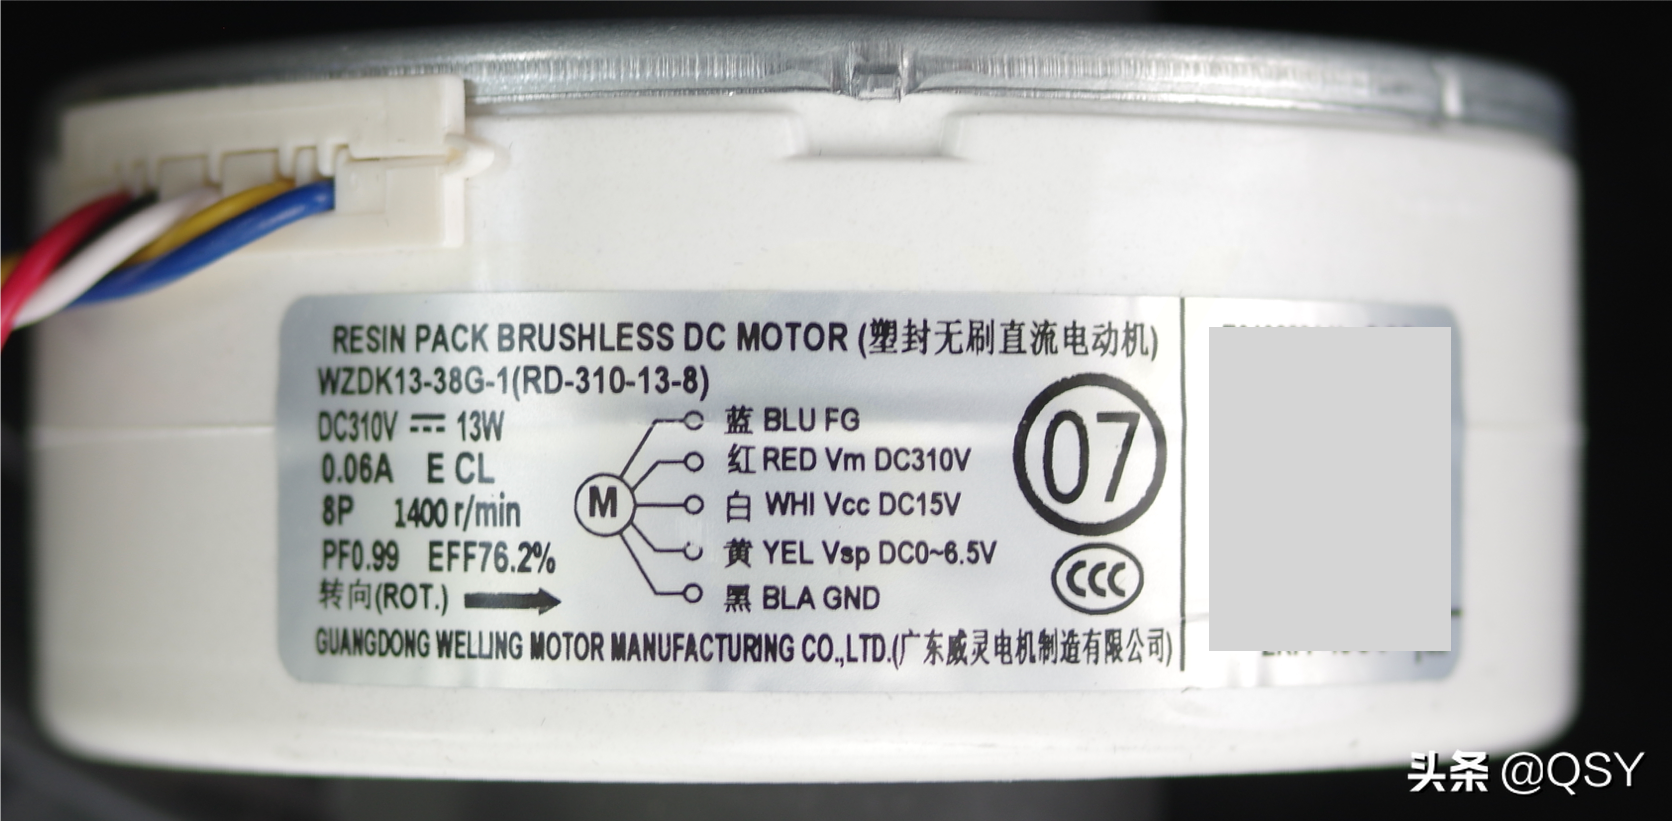 RESIN PACK BRUSHLESS DC MOTOR (塑封无刷直流电动机)
WZDK13-38G-1(RD-310-13-8)
DC310V 13W
0.06A E CL
8P 1400 r/min
PF0.99 EFF76.2%
转向(ROT.)
M
蓝 BLU FG
红 RED Vm DC310V
白 WHI Vcc DC15V
黄 YEL Vsp DC0~6.5V
黑 BLA GND
07
CCC
GUANGDONG WELLING MOTOR MANUFACTURING CO.,LTD.(广东威灵电机制造有限公司)
头条 @QSY